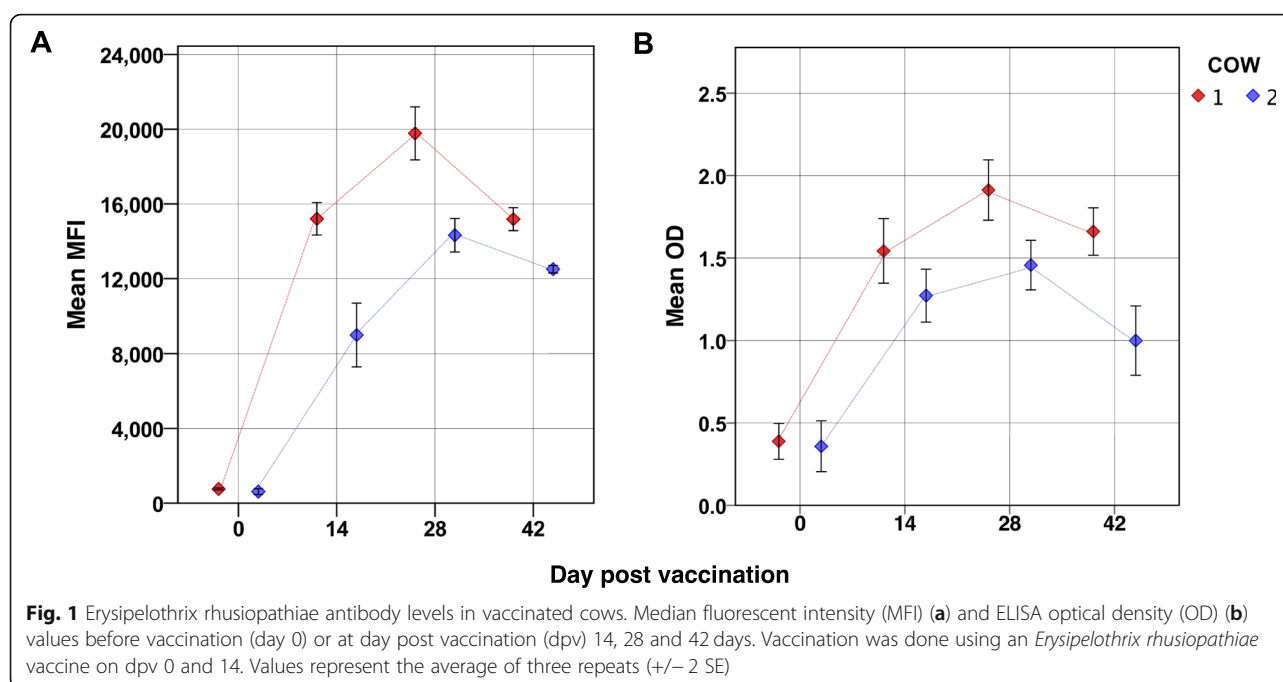 A
24,000
20,000
16,000
12,000
8,000
4,000
0
Mean MFI
0 14 28 42
B
2.5
2.0
1.5
1.0
0.5
0.0
Mean OD
0 14 28 42
COW
1 2
Day post vaccination
Fig. 1 Erysipelothrix rhusiopathiae antibody levels in vaccinated cows. Median fluorescent intensity (MFI) (a) and ELISA optical density (OD) (b)
values before vaccination (day 0) or at day post vaccination (dpv) 14, 28 and 42 days. Vaccination was done using an Erysipelothrix rhusiopathiae
vaccine on dpv 0 and 14. Values represent the average of three repeats (+/− 2 SE)